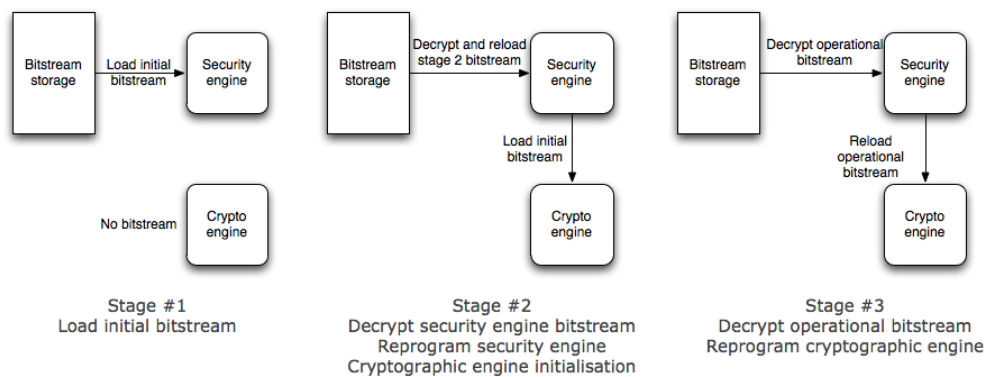 Bitstream
storage
Load initial
bitstream
Security
engine
No bitstream
Crypto
engine
Stage #1
Load initial bitstream
Bitstream
storage
Decrypt and reload
stage 2 bitstream
Security
engine
Load initial
bitstream
Crypto
engine
Stage #2
Decrypt security engine bitstream
Reprogram security engine
Cryptographic engine initialisation
Bitstream
storage
Decrypt operational
bitstream
Security
engine
Reload
operational
bitstream
Crypto
engine
Stage #3
Decrypt operational bitstream
Reprogram cryptographic engine